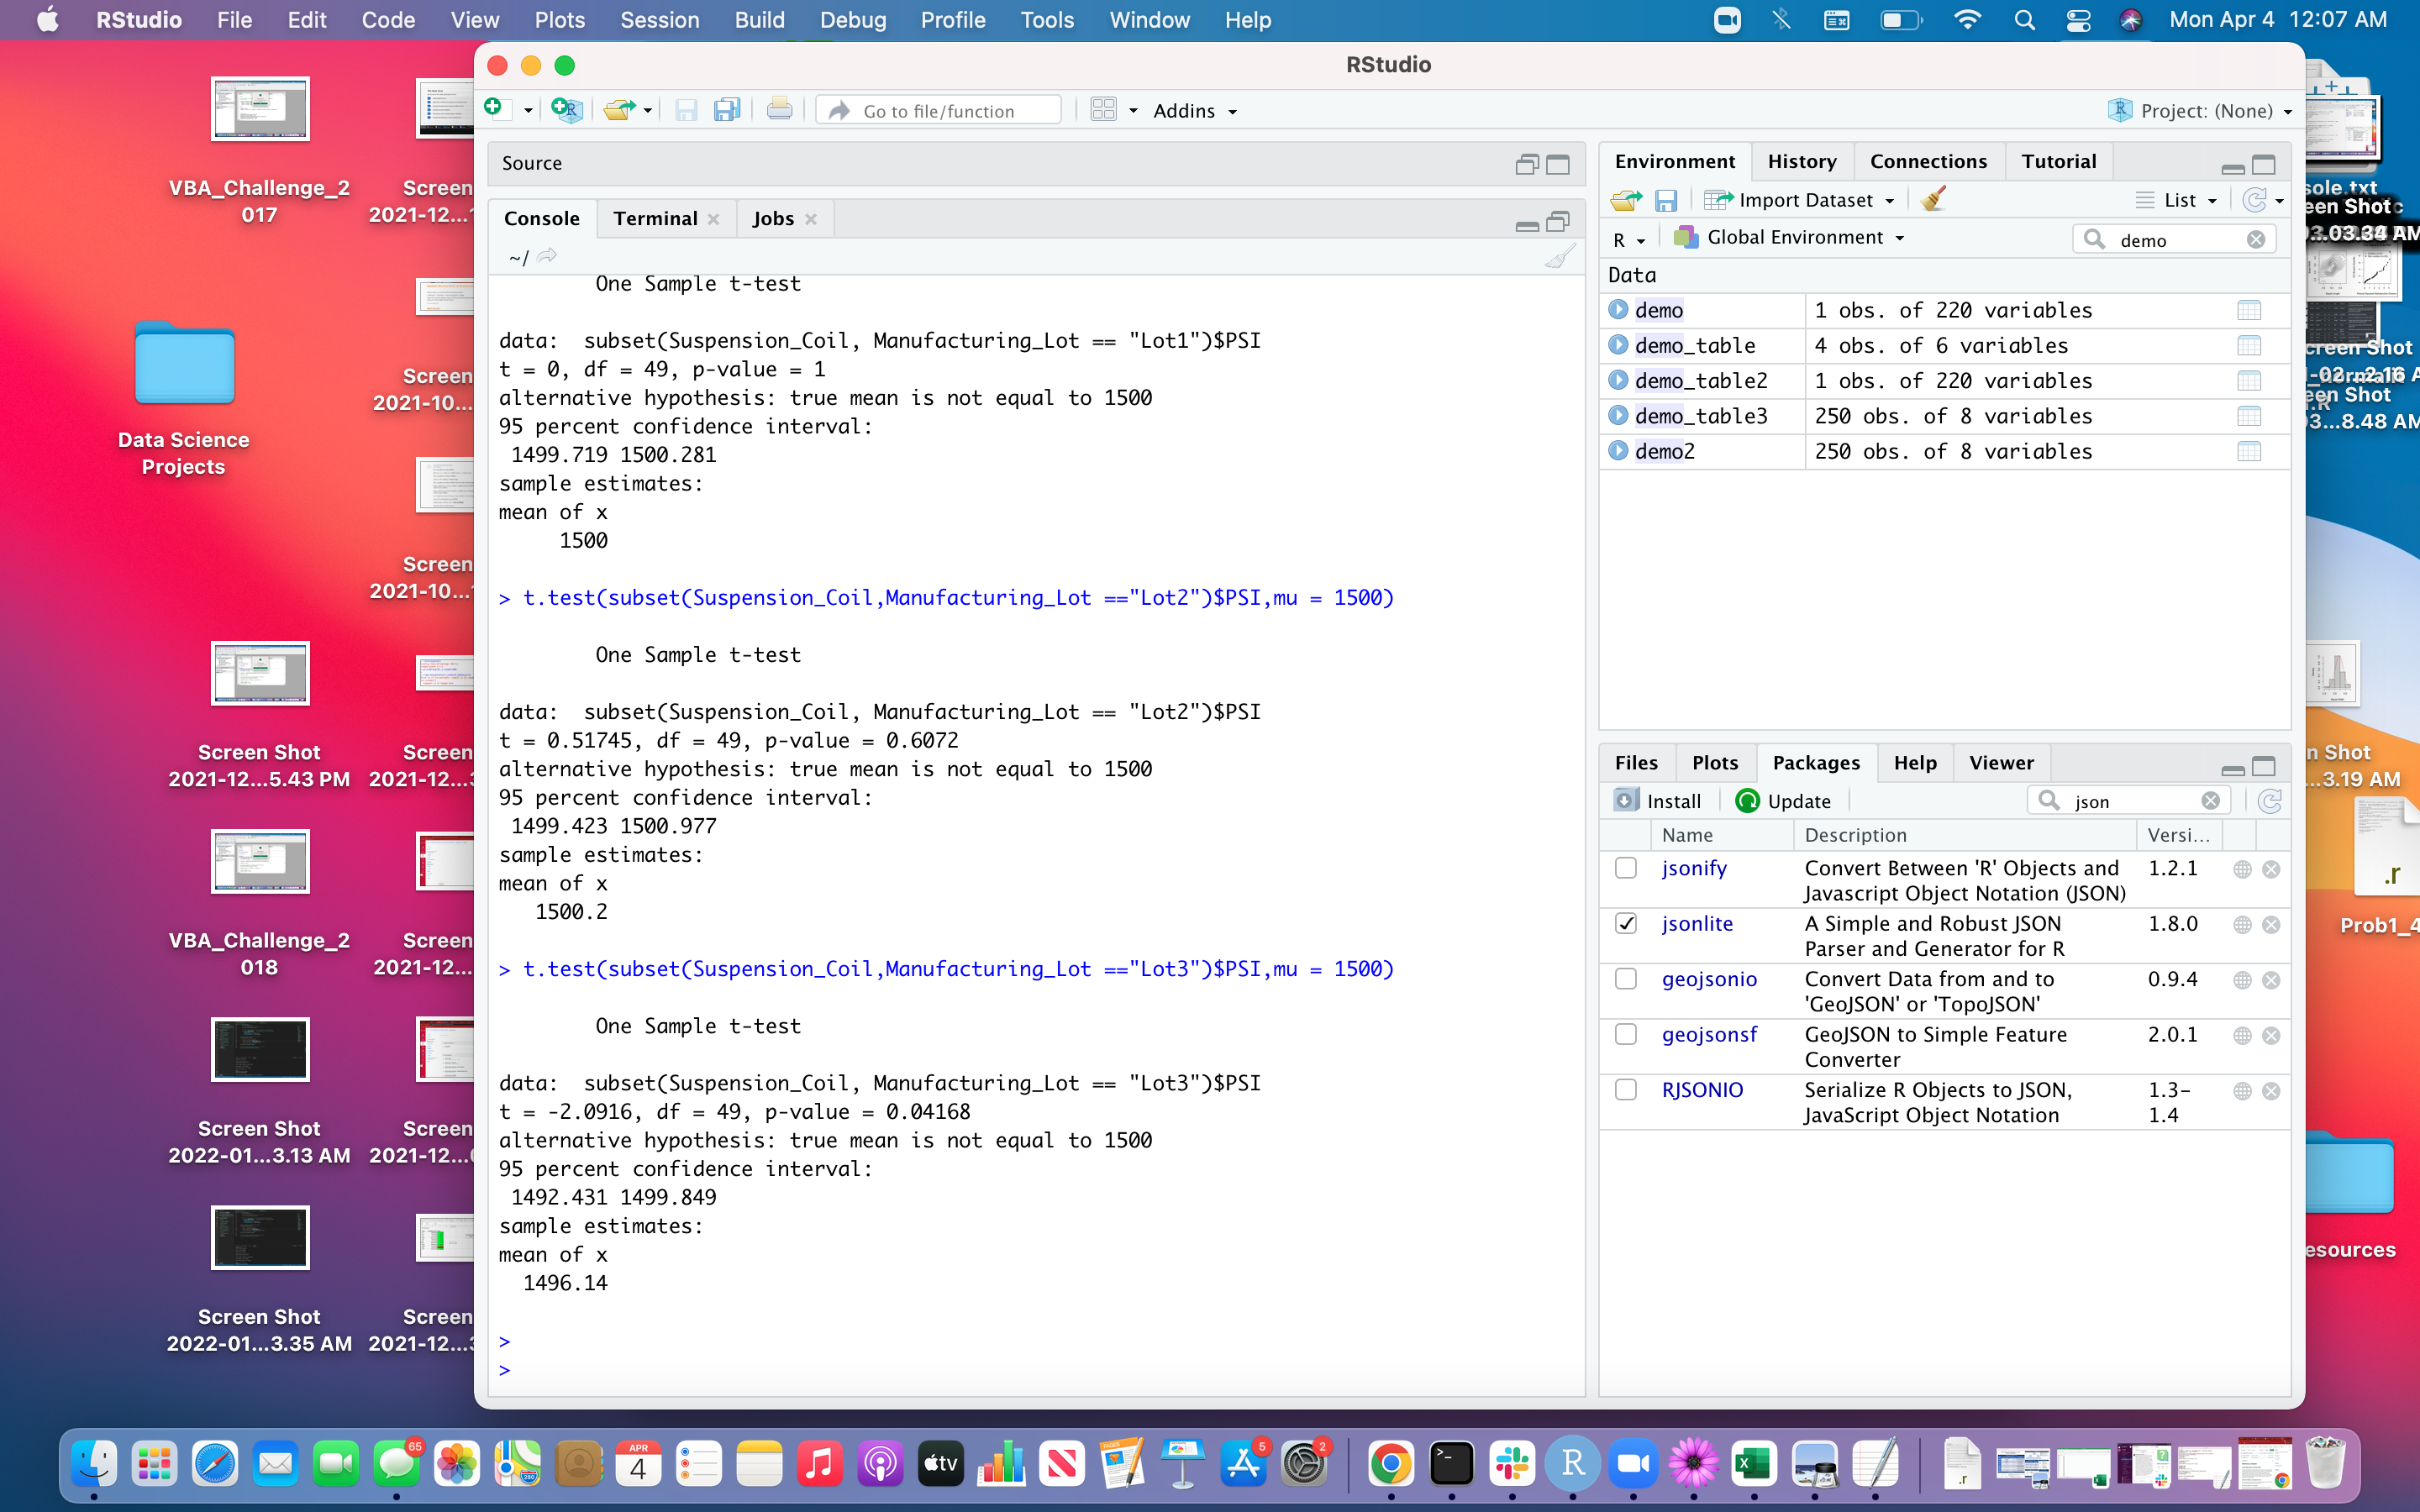 RStudio File Edit Code View Plots Session Build Debug Profile Tools Window Help
Mon Apr 4 12:07 AM
RStudio
Go to file/function
Addins
Project: (None)
Source
Console Terminal Jobs
~/
One Sample t-test
data:  subset(Suspension_Coil, Manufacturing_Lot == "Lot1")$PSI
t = 0, df = 49, p-value = 1
alternative hypothesis: true mean is not equal to 1500
95 percent confidence interval:
1499.719 1500.281
sample estimates:
mean of x
1500
> t.test(subset(Suspension_Coil,Manufacturing_Lot =="Lot2")$PSI,mu = 1500)
One Sample t-test
data:  subset(Suspension_Coil, Manufacturing_Lot == "Lot2")$PSI
t = 0.51745, df = 49, p-value = 0.6072
alternative hypothesis: true mean is not equal to 1500
95 percent confidence interval:
1499.423 1500.977
sample estimates:
mean of x
1500.2
> t.test(subset(Suspension_Coil,Manufacturing_Lot =="Lot3")$PSI,mu = 1500)
One Sample t-test
data:  subset(Suspension_Coil, Manufacturing_Lot == "Lot3")$PSI
t = -2.0916, df = 49, p-value = 0.04168
alternative hypothesis: true mean is not equal to 1500
95 percent confidence interval:
1492.431 1499.849
sample estimates:
mean of x
1496.14
>
>
Environment History Connections Tutorial
Import Dataset
List
R
Global Environment
demo
Data
demo 1 obs. of 220 variables
demo_table 4 obs. of 6 variables
demo_table2 1 obs. of 220 variables
demo_table3 250 obs. of 8 variables
demo2 250 obs. of 8 variables
Files Plots Packages Help Viewer
Install
Update
json
Name Description Versi...
jsonify Convert Between 'R' Objects and 1.2.1
Javascript Object Notation (JSON)
jsonlite A Simple and Robust JSON 1.8.0
Parser and Generator for R
geojsonio Convert Data from and to 0.9.4
'GeoJSON' or 'TopoJSON'
geojsonsf GeoJSON to Simple Feature 2.0.1
Converter
RJSONIO Serialize R Objects to JSON, 1.3-
JavaScript Object Notation 1.4
VBA_Challenge_2
017
Data Science
Projects
Screen Shot
2021-12...5.43 PM
VBA_Challenge_2
018
Screen Shot
2022-01...3.13 AM
Screen Shot
2022-01...3.35 AM
Screen
2021-12...
Screen
2021-10...
Screen
2021-10...
Screen
2021-12...
Screen
2021-12...
Screen
2021-12...
Screen
2021-12...
sole.txt
een Shot
...03.34 AM
creen Shot
een Shot
3...8.48 AM
n Shot
...3.19 AM
.r
Prob1_4
esources
65
APR
4
280
tv
PAGES
5
2
R
X
.r